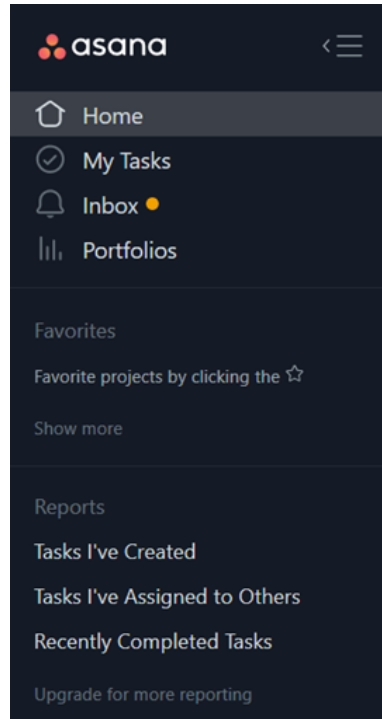 asana
Home
My Tasks
Inbox
Portfolios
Favorites
Favorite projects by clicking the
Show more
Reports
Tasks I've Created
Tasks I've Assigned to Others
Recently Completed Tasks
Upgrade for more reporting